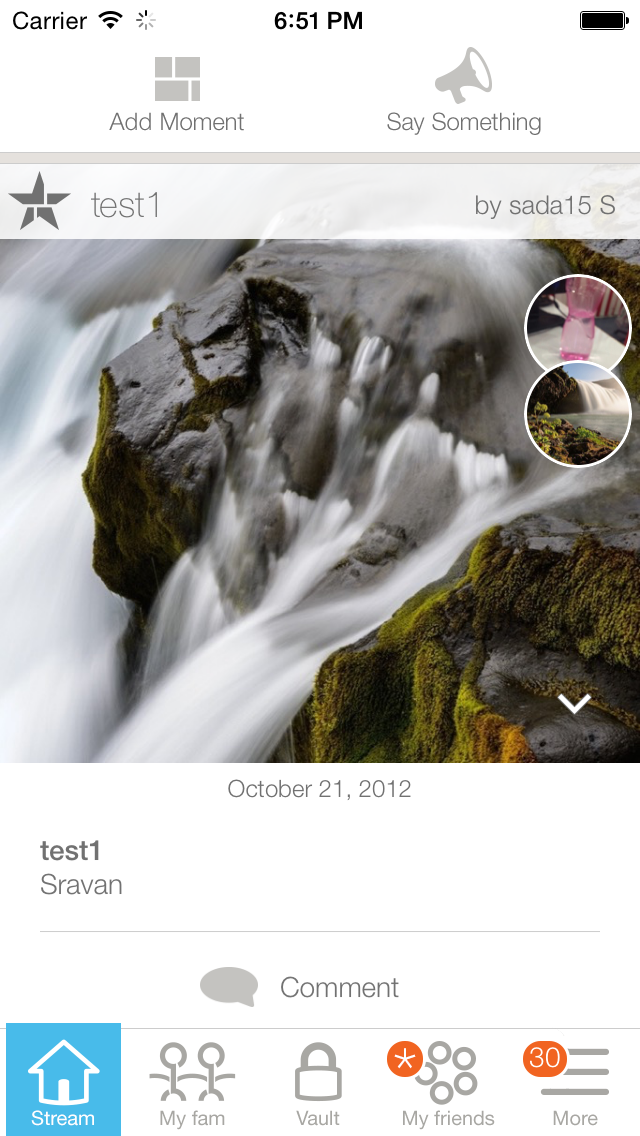 Carrier 6:51 PM
Add Moment Say Something
test1 by sada15 S
October 21, 2012
test1
Sravan
Comment
* 30
Stream My fam Vault My friends More